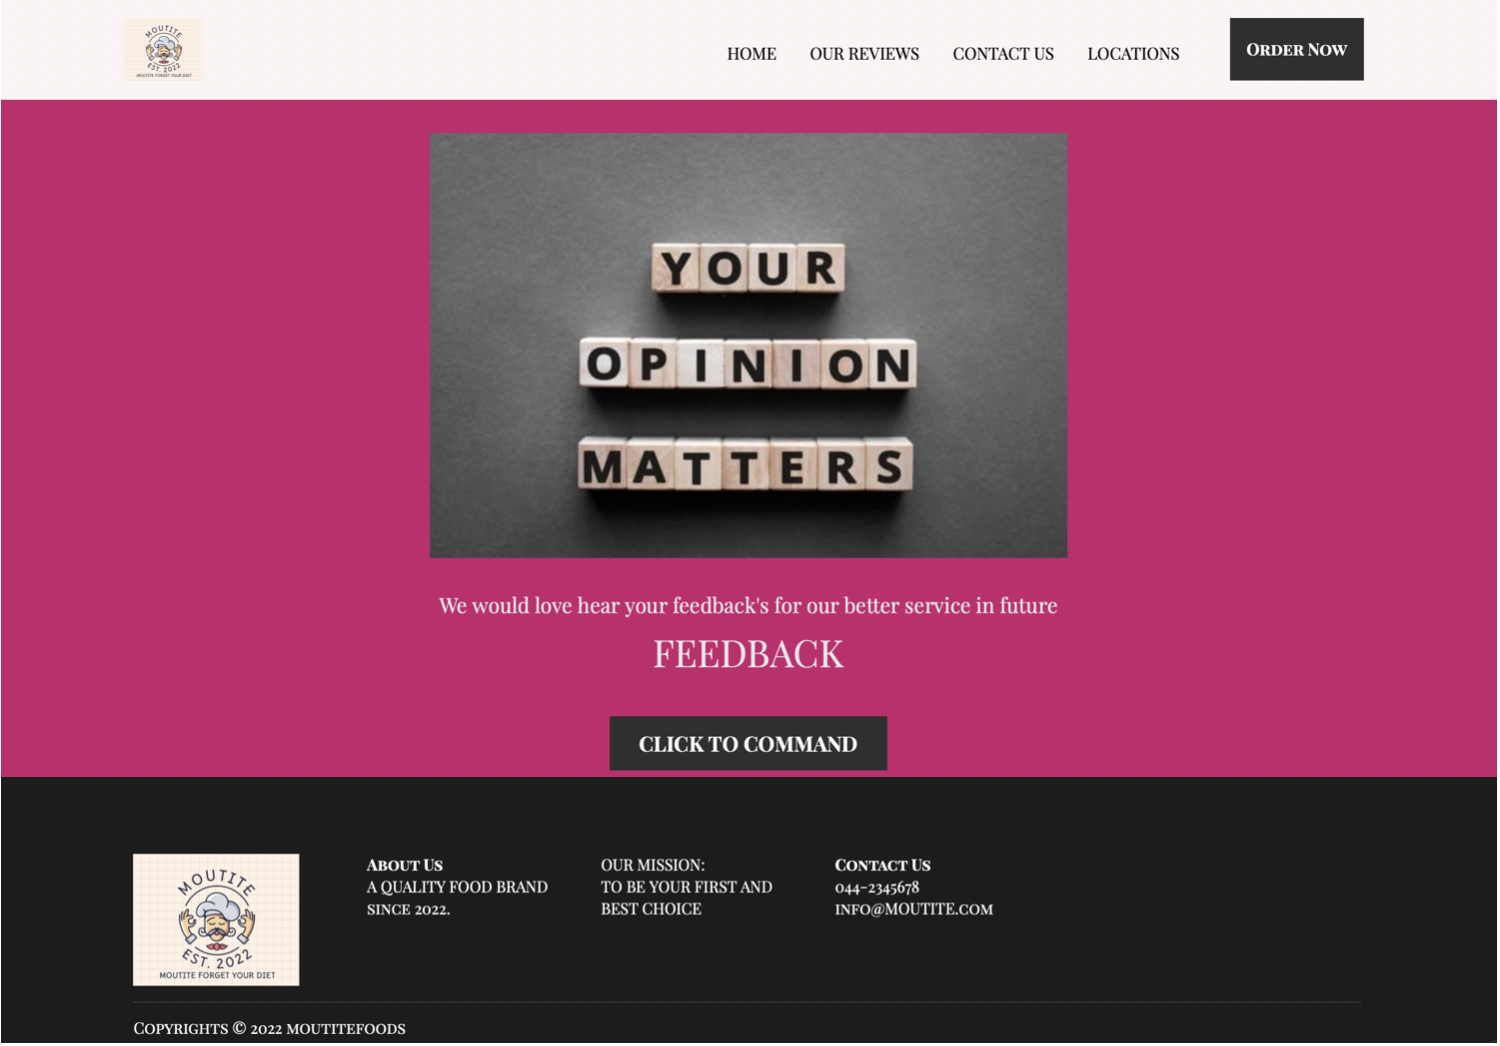 MOUTITE
EST. 2022
MOUTITE FORGET YOUR DIET
HOME
OUR REVIEWS
CONTACT US
LOCATIONS
Order Now
YOUR
OPINION
MATTERS
We would love hear your feedback's for our better service in future
FEEDBACK
CLICK TO COMMAND
MOUTITE
EST. 2022
MOUTITE FORGET YOUR DIET
About Us
A QUALITY FOOD BRAND
since 2022.
OUR MISSION:
TO BE YOUR FIRST AND
BEST CHOICE
Contact Us
044-2345678
info@MOUTITE.com
Copyrights © 2022 moutitefoods